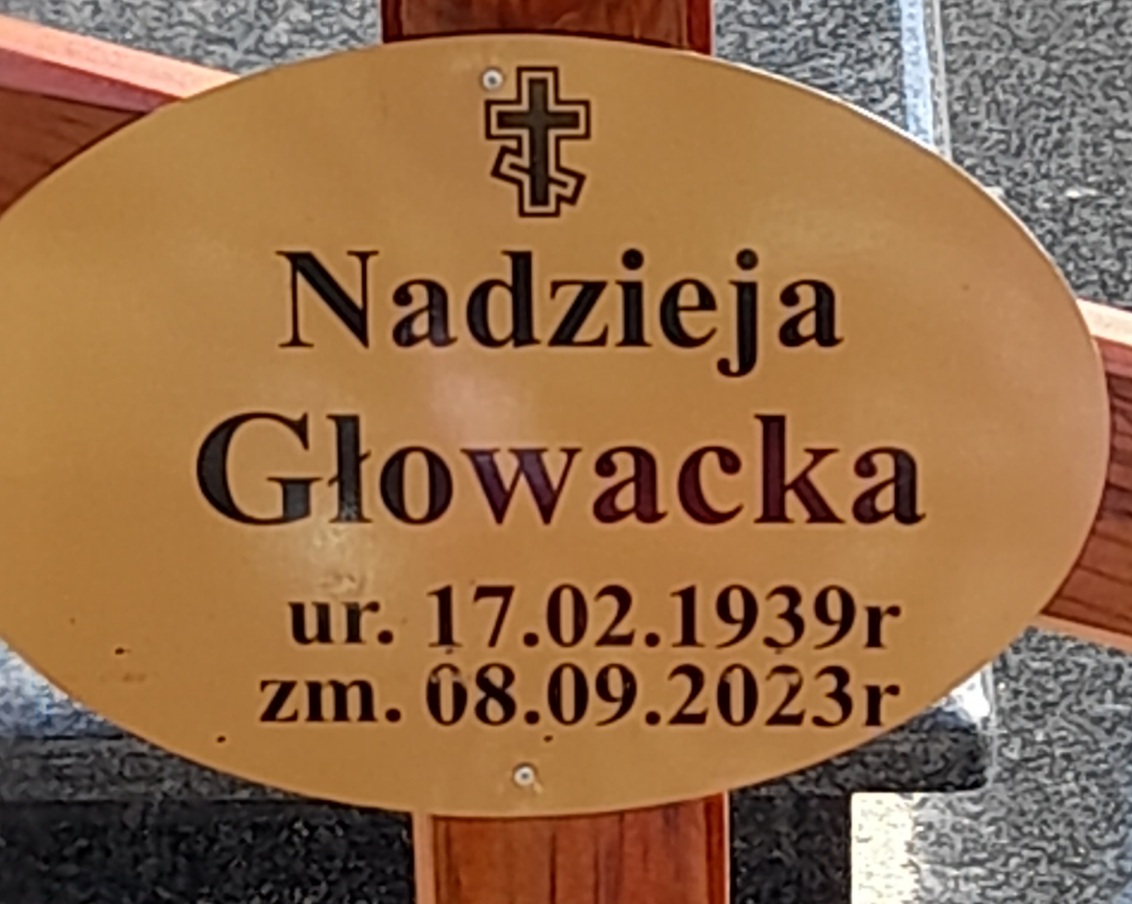 Nadzieja
Głowacka
ur. 17.02.1939r
zm. 08.09.2023r